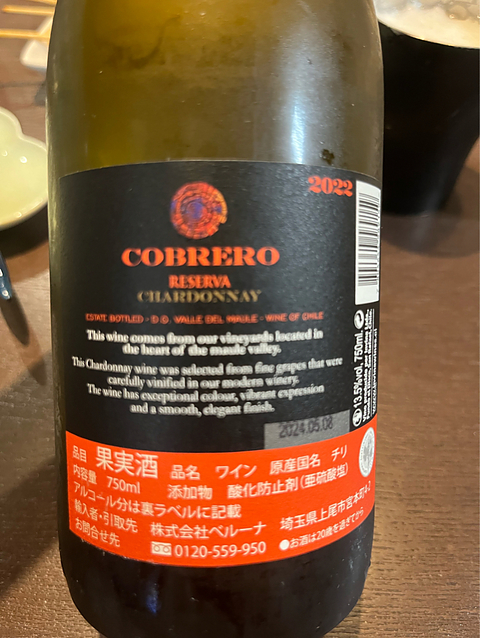 2022
COBRERO
RESERVA
CHARDONNAY
ESTATE BOTTLED - D.O. VALLE DEL MAULE - WINE OF CHILE
This wine comes from our vineyards located in
the heart of the maule valley.
This Chardonnay wine was selected from fine grapes that were
carefully vinified in our modern winery.
The wine has exceptional colour, vibrant expression
and a smooth, elegant finish.
13.5%vol, 750mL
2024.05.08
品目 果実酒 品名 ワイン 原産国名 チリ
内容量 750ml 添加物 酸化防止剤(亜硫酸塩)
アルコール分は裏ラベルに記載
輸入者・引取先 株式会社ベルーナ 埼玉県上尾市宮本町4-2
お問合せ先 0120-559-950 ●お酒は20歳を過ぎてから